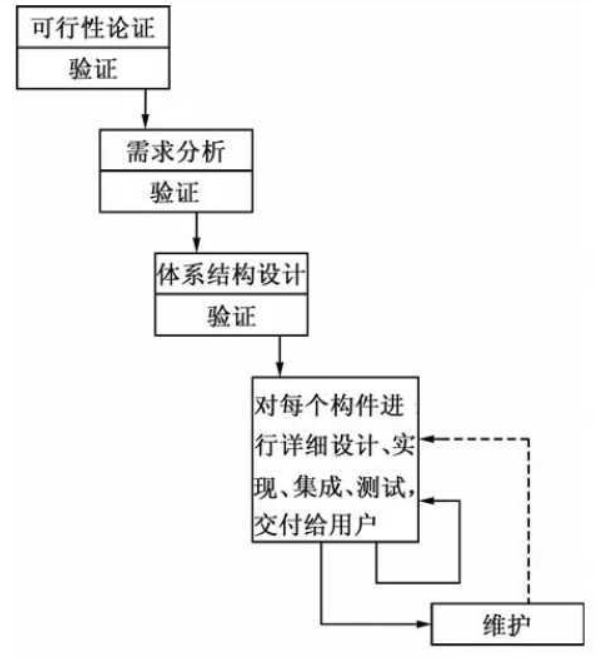 可行性论证
验证
需求分析
验证
体系结构设计
验证
对每个构件进
行详细设计、实
现、集成、测试，
交付给用户
维护